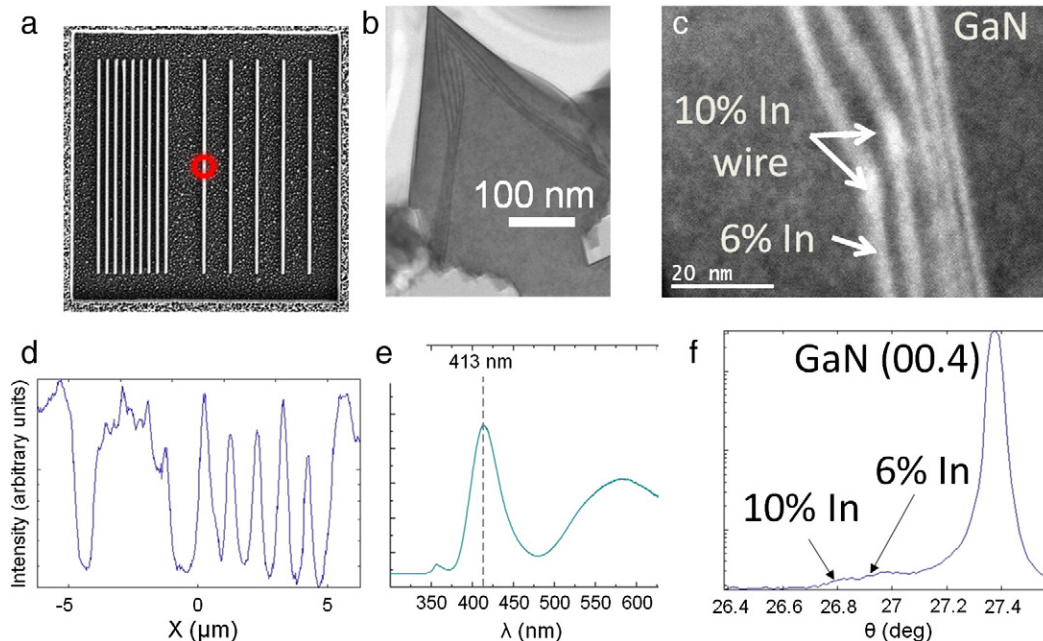 a
b
c
GaN
10% In
wire
6% In
100 nm
20 nm
d
e
f
413 nm
GaN (00.4)
6% In
10% In
Intensity (arbitrary units)
-5 0 5
X (μm)
350 400 450 500 550 600
λ (nm)
26.4 26.6 26.8 27 27.2 27.4
θ (deg)